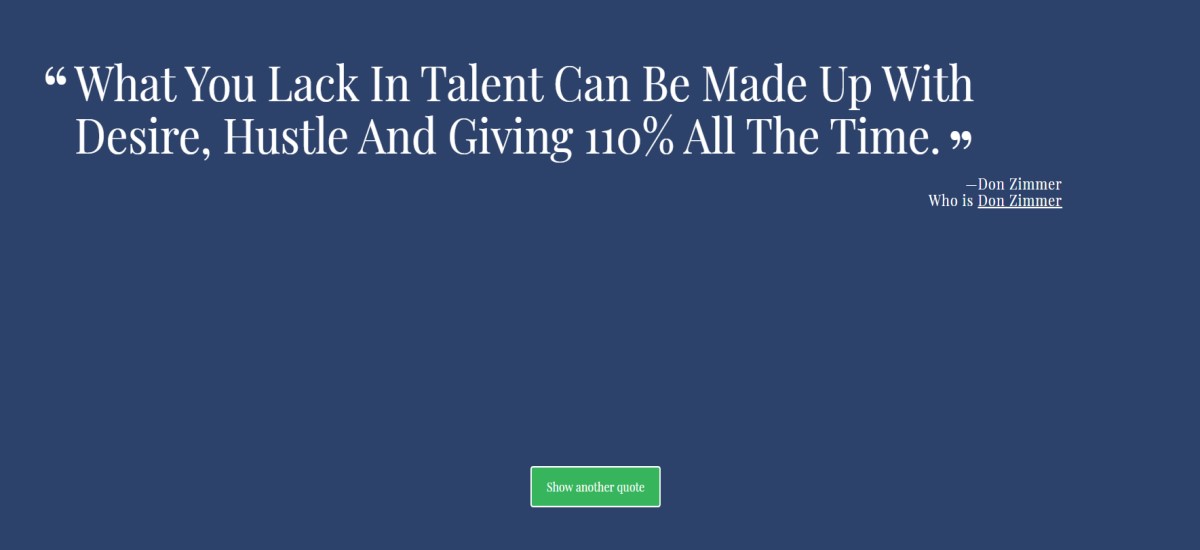 “ What You Lack In Talent Can Be Made Up With
Desire, Hustle And Giving 110% All The Time. ”
—Don Zimmer
Who is Don Zimmer
Show another quote